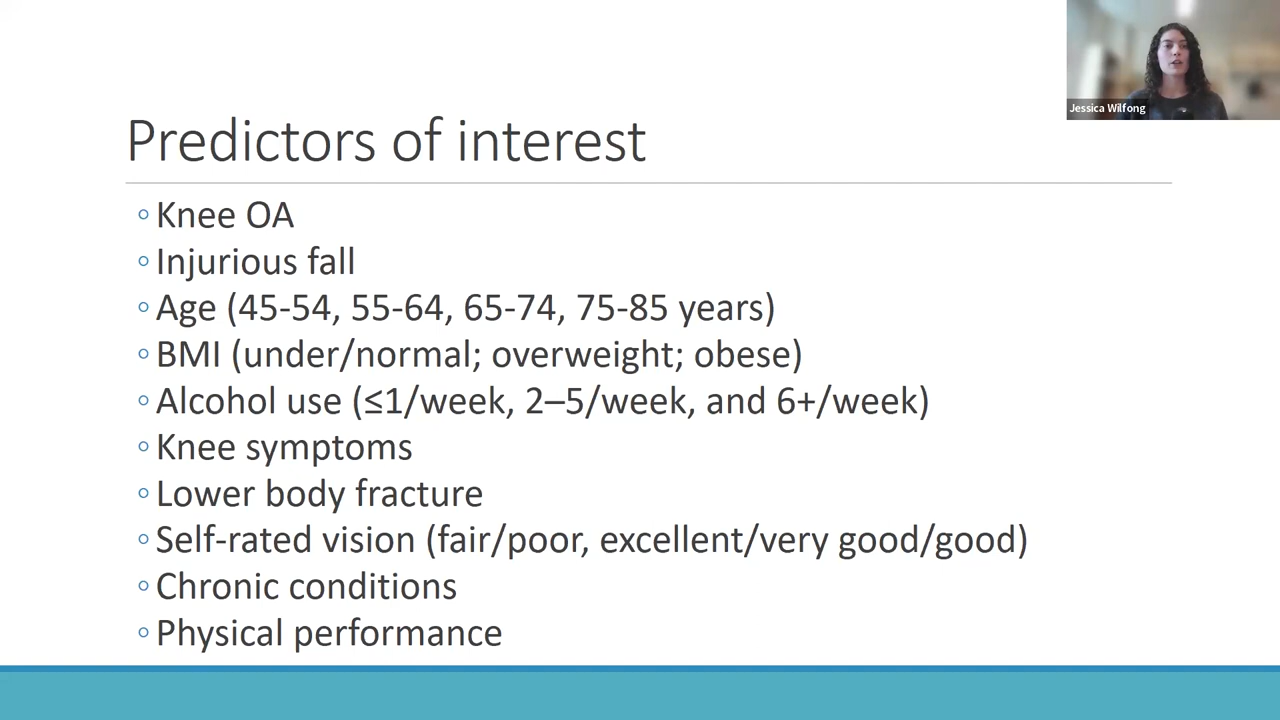 Jessica Wilfong
Predictors of interest
◦Knee OA
◦Injurious fall
◦Age (45-54, 55-64, 65-74, 75-85 years)
◦BMI (under/normal; overweight; obese)
◦Alcohol use (≤1/week, 2–5/week, and 6+/week)
◦Knee symptoms
◦Lower body fracture
◦Self-rated vision (fair/poor, excellent/very good/good)
◦Chronic conditions
◦Physical performance